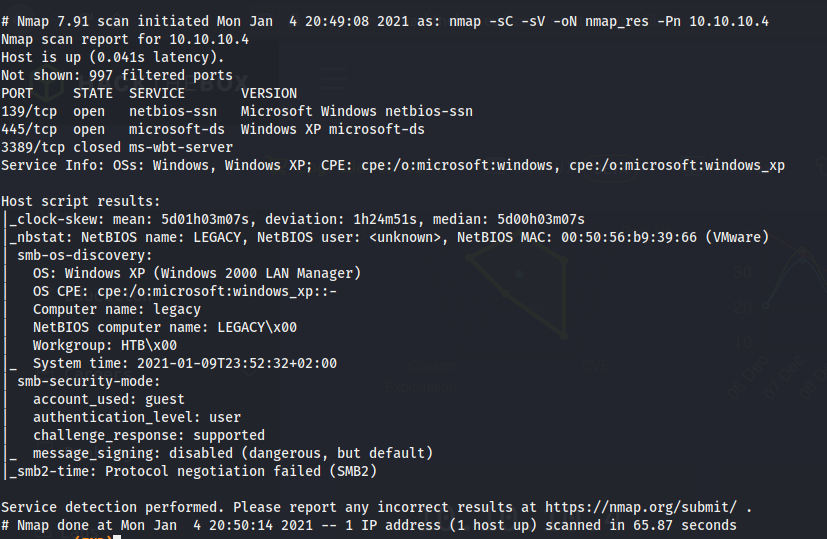 # Nmap 7.91 scan initiated Mon Jan  4 20:49:08 2021 as: nmap -sC -sV -oN nmap_res -Pn 10.10.10.4
Nmap scan report for 10.10.10.4
Host is up (0.041s latency).
Not shown: 997 filtered ports
PORT     STATE  SERVICE       VERSION
139/tcp  open   netbios-ssn   Microsoft Windows netbios-ssn
445/tcp  open   microsoft-ds  Windows XP microsoft-ds
3389/tcp closed ms-wbt-server
Service Info: OSs: Windows, Windows XP; CPE: cpe:/o:microsoft:windows, cpe:/o:microsoft:windows_xp
Host script results:
|_clock-skew: mean: 5d01h03m07s, deviation: 1h24m51s, median: 5d00h03m07s
|_nbstat: NetBIOS name: LEGACY, NetBIOS user: <unknown>, NetBIOS MAC: 00:50:56:b9:39:66 (VMware)
| smb-os-discovery:
|   OS: Windows XP (Windows 2000 LAN Manager)
|   OS CPE: cpe:/o:microsoft:windows_xp::-
|   Computer name: legacy
|   NetBIOS computer name: LEGACY\x00
|   Workgroup: HTB\x00
|_  System time: 2021-01-09T23:52:32+02:00
| smb-security-mode:
|   account_used: guest
|   authentication_level: user
|   challenge_response: supported
|_  message_signing: disabled (dangerous, but default)
|_smb2-time: Protocol negotiation failed (SMB2)
Service detection performed. Please report any incorrect results at https://nmap.org/submit/ .
# Nmap done at Mon Jan  4 20:50:14 2021 -- 1 IP address (1 host up) scanned in 65.87 seconds